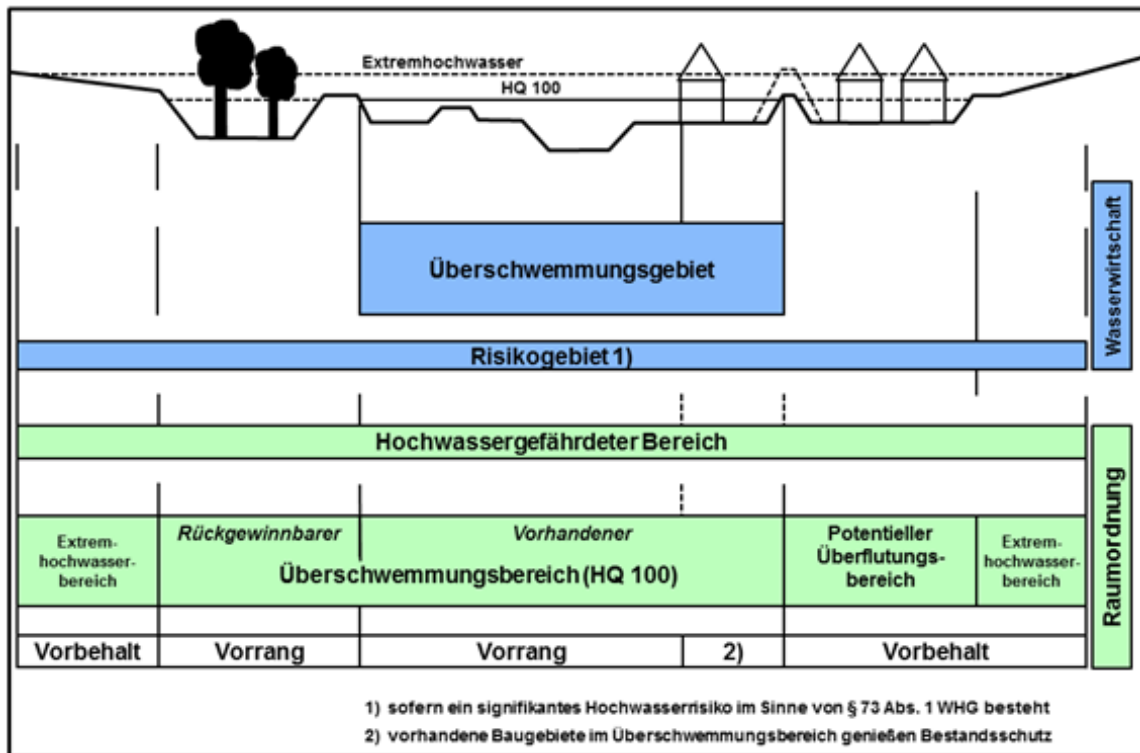 Extremhochwasser
HQ 100
Wasserwirtschaft
Überschwemmungsgebiet
Risikogebiet 1)
Hochwassergefährdeter Bereich
Raumordnung
Extrem-
hochwasser-
bereich
Rückgewinnbarer
Vorhandener
Überschwemmungsbereich (HQ 100)
Potentieller
Überflutungs-
bereich
Extrem-
hochwasser-
bereich
Vorbehalt
Vorrang
Vorrang
2)
Vorbehalt
1) sofern ein signifikantes Hochwasserrisiko im Sinne von § 73 Abs. 1 WHG besteht
2) vorhandene Baugebiete im Überschwemmungsbereich genießen Bestandsschutz